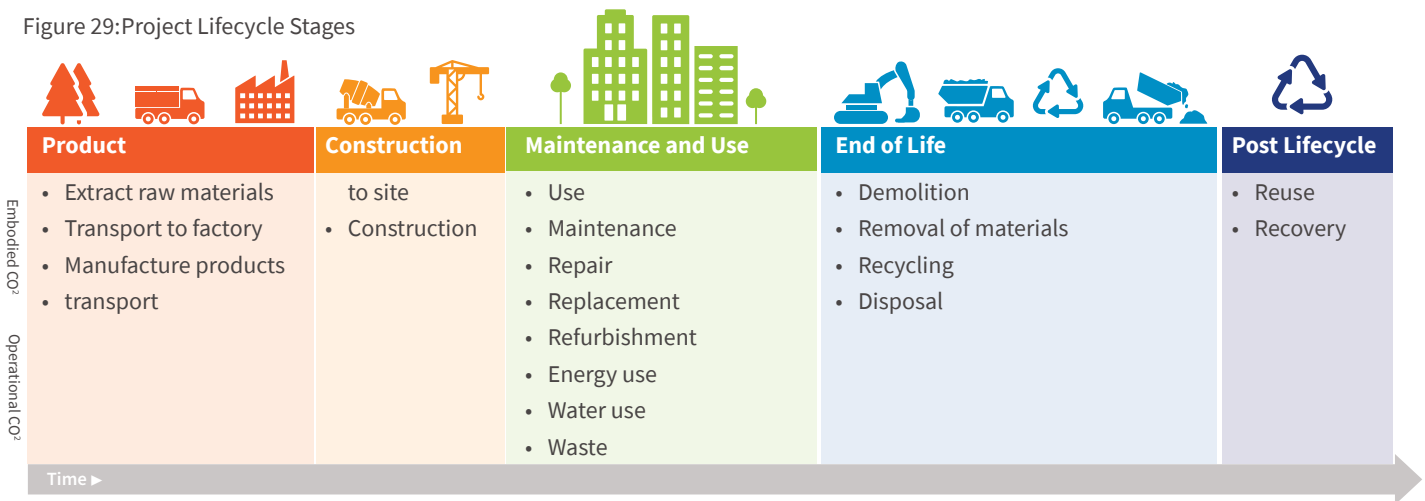 Figure 29:Project Lifecycle Stages
Product
• Extract raw materials
• Transport to factory
• Manufacture products
• transport
Construction
to site
• Construction
Maintenance and Use
• Use
• Maintenance
• Repair
• Replacement
• Refurbishment
• Energy use
• Water use
• Waste
End of Life
• Demolition
• Removal of materials
• Recycling
• Disposal
Post Lifecycle
• Reuse
• Recovery
Embodied CO²
Operational CO²
Time ►